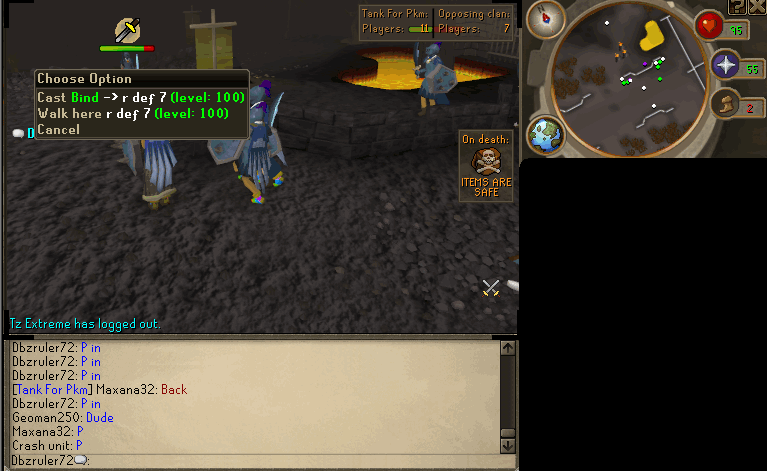 Tank For Pkm: Opposing clan:
Players: 11 Players: 7
95
55
2
Choose Option
Cast Bind -> r def 7 (level: 100)
Walk here r def 7 (level: 100)
Cancel
On death:
ITEMS ARE
SAFE
Tz Extreme has logged out.
Dbzruler72: P in
Dbzruler72: P in
Dbzruler72: P in
[Tank For Pkm] Maxana32: Back
Dbzruler72: P in
Geoman250: Dude
Maxana32: P
Crash unit: P
Dbzruler72: